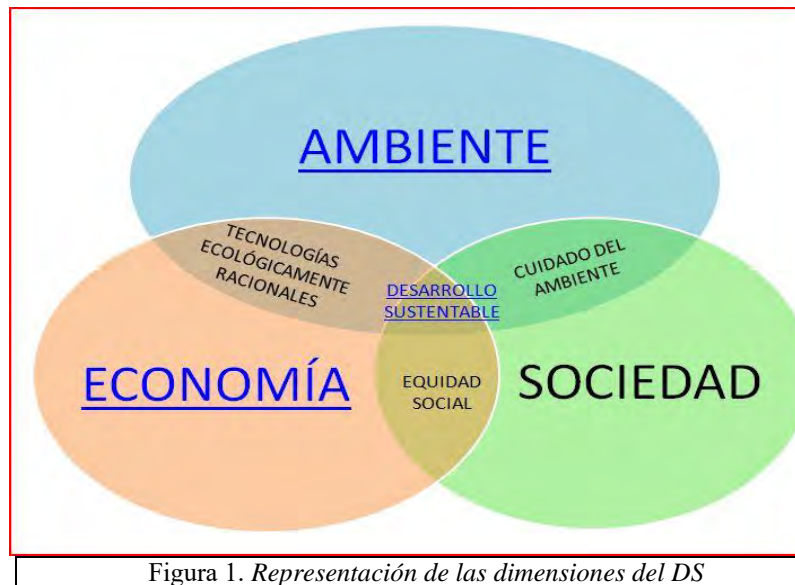 AMBIENTE
TECNOLOGÍAS
ECOLÓGICAMENTE
RACIONALES
CUIDADO DEL
AMBIENTE
DESARROLLO
SUSTENTABLE
ECONOMÍA
EQUIDAD
SOCIAL
SOCIEDAD
Figura 1. Representación de las dimensiones del DS